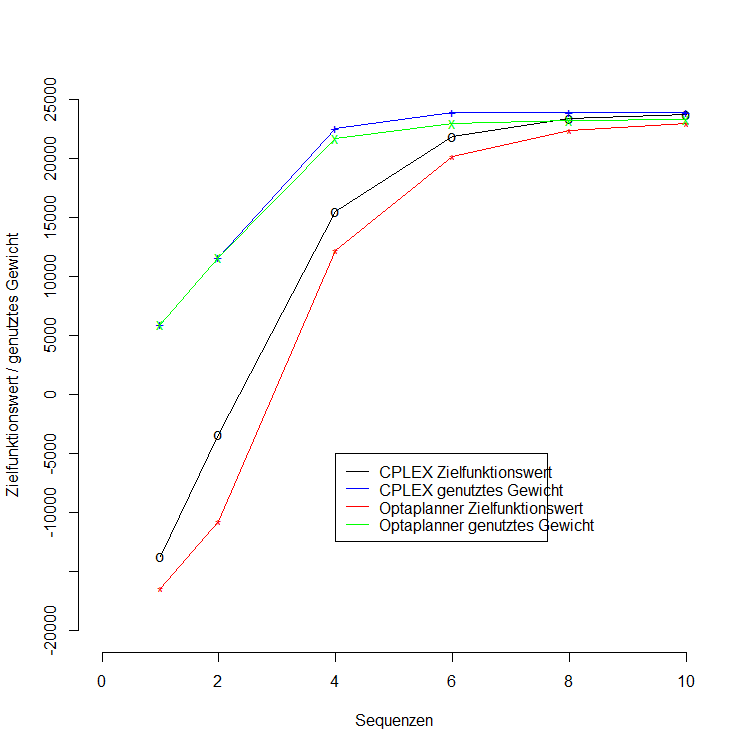 Zielfunktionswert / genutztes Gewicht
25000
20000
15000
10000
5000
0
-5000
-10000
-20000
CPLEX Zielfunktionswert
CPLEX genutztes Gewicht
Optaplanner Zielfunktionswert
Optaplanner genutztes Gewicht
0 2 4 6 8 10
Sequenzen